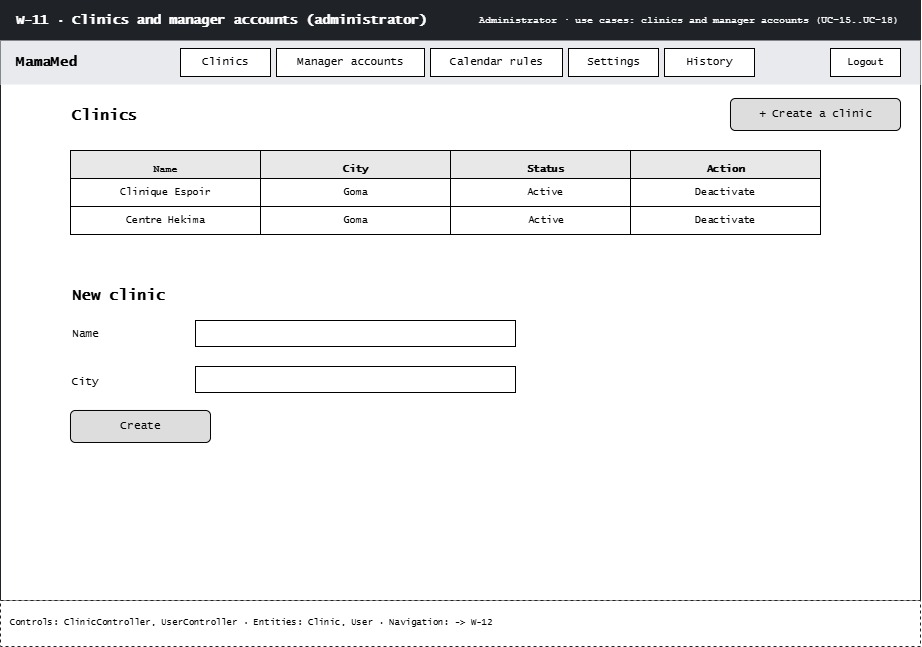 W-11 · Clinics and manager accounts (administrator)
Administrator · use cases: clinics and manager accounts (UC-15..UC-18)
MamaMed Clinics Manager accounts Calendar rules Settings History Logout
Clinics + Create a clinic
Name City Status Action
Clinique Espoir Goma Active Deactivate
Centre Hekima Goma Active Deactivate
New clinic
Name
City
Create
Controls: ClinicController, UserController · Entities: Clinic, User · Navigation: -> W-12